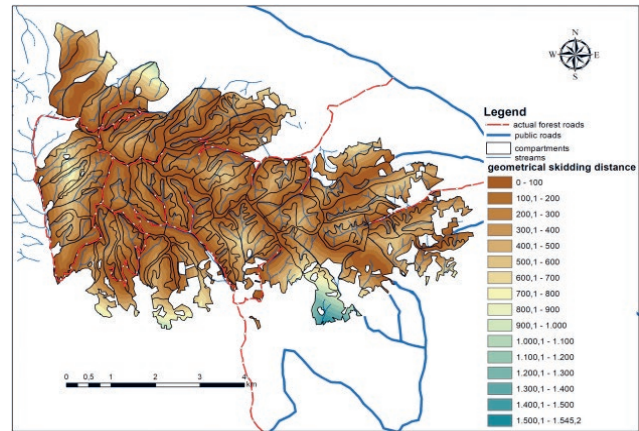 N
W E
S
Legend
actual forest roads
public roads
compartments
streams
geometrical skidding distance
0 - 100
100,1 - 200
200,1 - 300
300,1 - 400
400,1 - 500
500,1 - 600
600,1 - 700
700,1 - 800
800,1 - 900
900,1 - 1.000
1.000,1 - 1.100
1.100,1 - 1.200
1.200,1 - 1.300
1.300,1 - 1.400
1.400,1 - 1.500
1.500,1 - 1.545,2
0 0,5 1 2 3 4
km